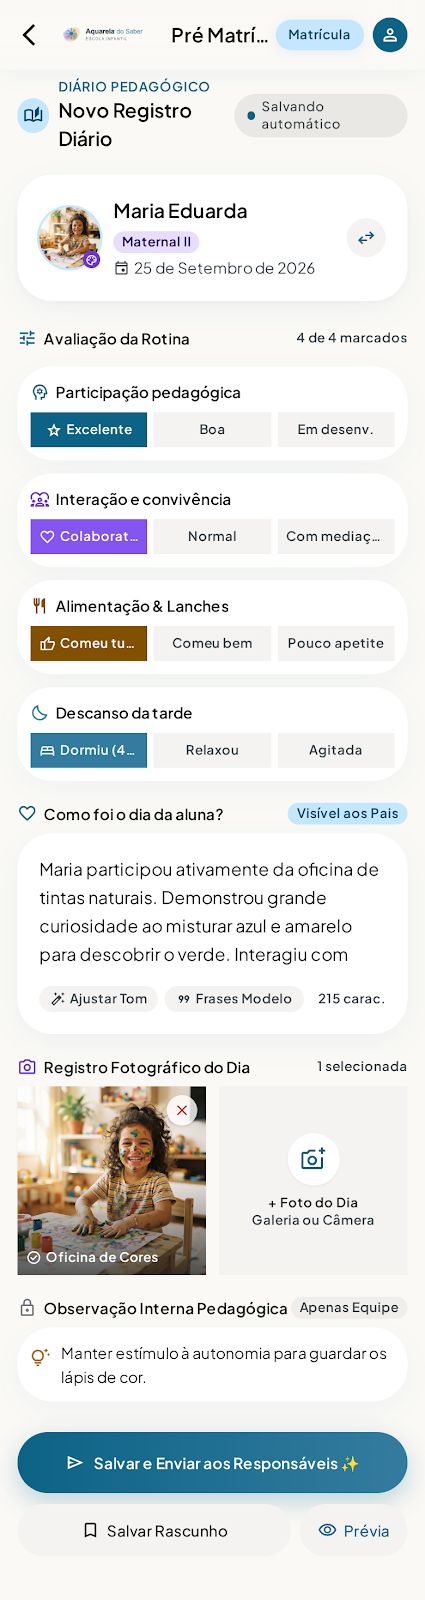 Aquarela do Saber
ESCOLA INFANTIL
Pré Matrí...
Matrícula
DIÁRIO PEDAGÓGICO
Novo Registro
Diário
Salvando
automático
Maria Eduarda
Maternal II
25 de Setembro de 2026
Avaliação da Rotina
4 de 4 marcados
Participação pedagógica
Excelente
Boa
Em desenv.
Interação e convivência
Colaborat...
Normal
Com mediaç...
Alimentação & Lanches
Comeu tu...
Comeu bem
Pouco apetite
Descanso da tarde
Dormiu (4...
Relaxou
Agitada
Como foi o dia da aluna?
Visível aos Pais
Maria participou ativamente da oficina de
tintas naturais. Demonstrou grande
curiosidade ao misturar azul e amarelo
para descobrir o verde. Interagiu com
Ajustar Tom
Frases Modelo
215 carac.
Registro Fotográfico do Dia
1 selecionada
Oficina de Cores
+ Foto do Dia
Galeria ou Câmera
Observação Interna Pedagógica
Apenas Equipe
Manter estímulo à autonomia para guardar os
lápis de cor.
Salvar e Enviar aos Responsáveis ✨
Salvar Rascunho
Prévia